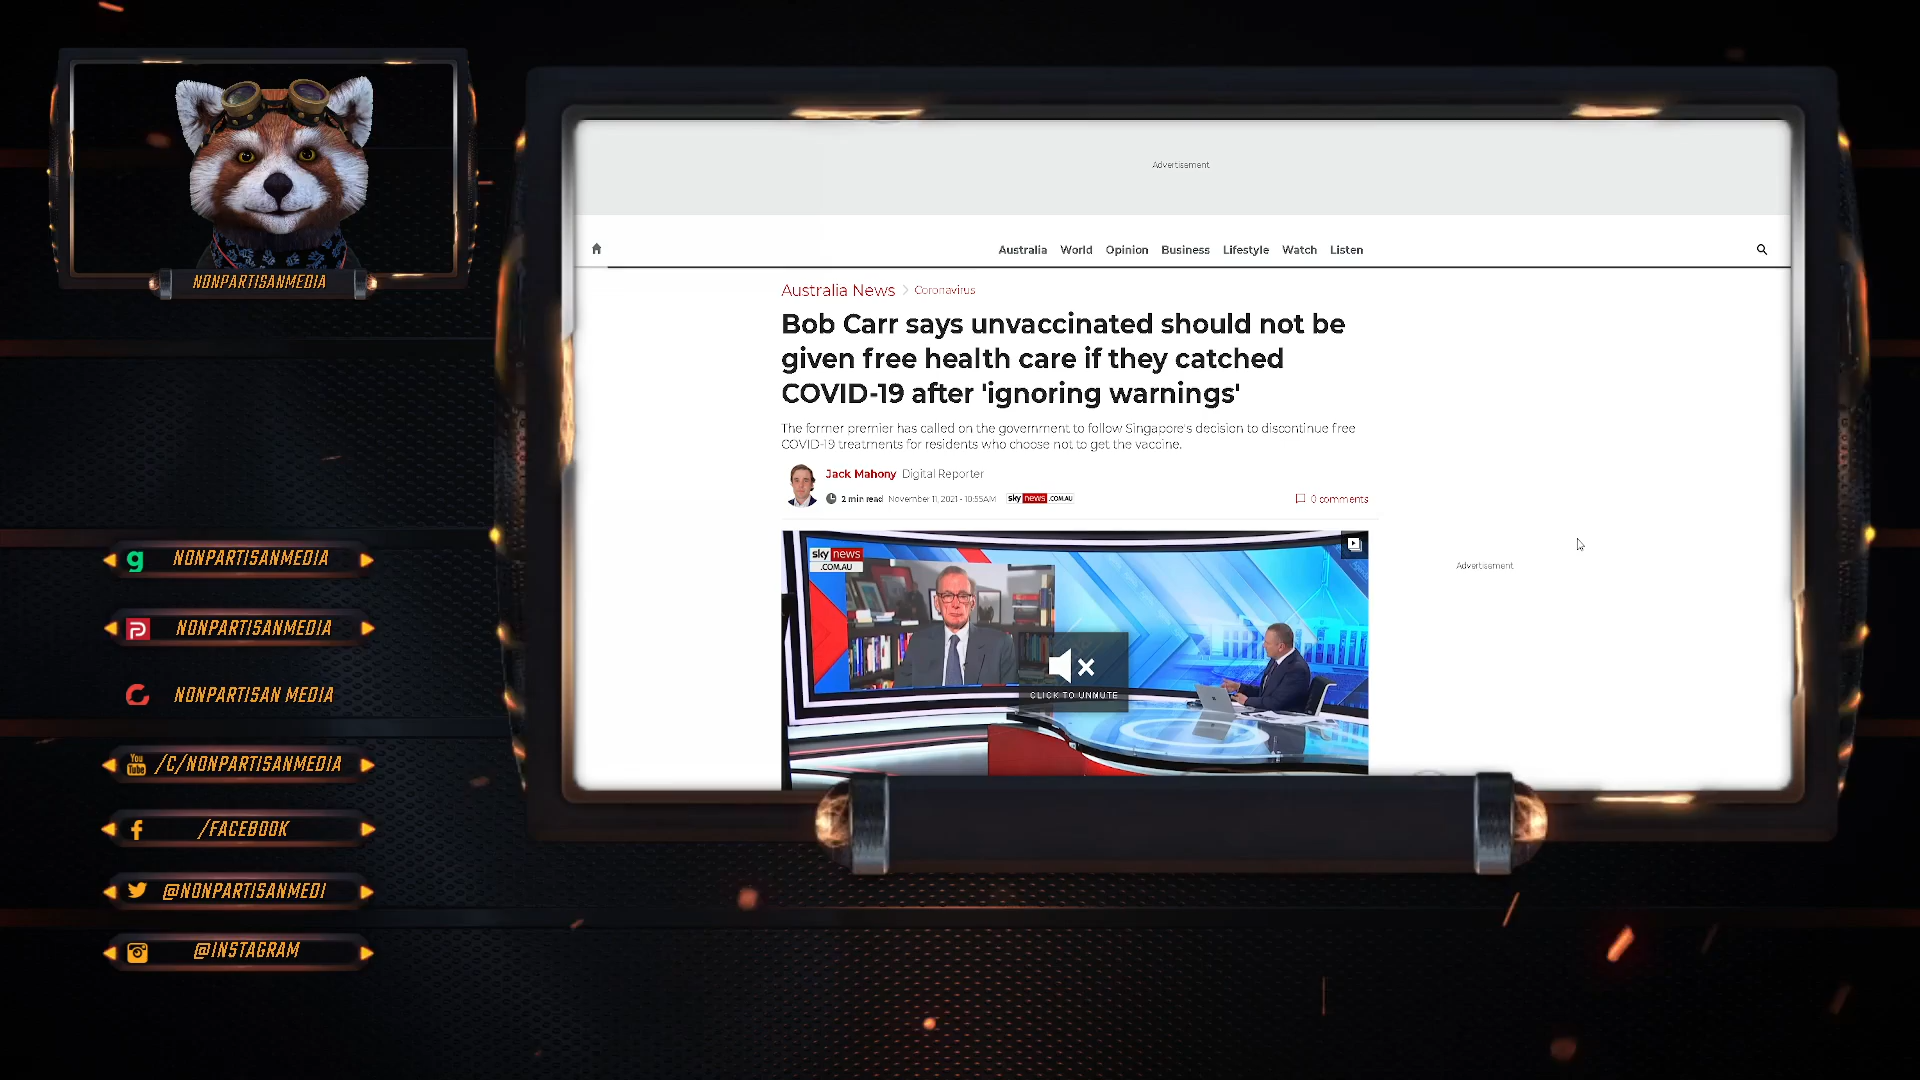 NONPARTISANMEDIA
NONPARTISANMEDIA
NONPARTISANMEDIA
NONPARTISAN MEDIA
You
Tube
/C/NONPARTISANMEDIA
/FACEBOOK
@NONPARTISANMEDI
@INSTAGRAM
Advertisement
Australia World Opinion Business Lifestyle Watch Listen
Australia News > Coronavirus
Bob Carr says unvaccinated should not be
given free health care if they catched
COVID-19 after 'ignoring warnings'
The former premier has called on the government to follow Singapore's decision to discontinue free
COVID-19 treatments for residents who choose not to get the vaccine.
Jack Mahony Digital Reporter
2 min read November 11, 2021 - 10:55AM sky news .COM.AU
0 comments
sky news
.COM.AU
CLICK TO UNMUTE
Advertisement